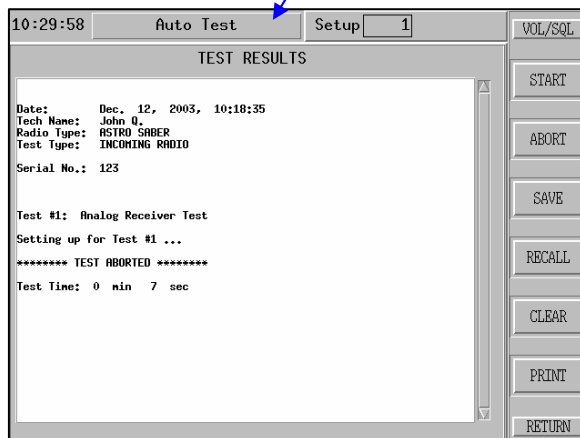 10:29:58 Auto Test Setup 1
TEST RESULTS
Date: Dec. 12, 2003, 10:18:35
Tech Name: John Q.
Radio Type: ASTRO SABER
Test Type: INCOMING RADIO
Serial No.: 123
Test #1: Analog Receiver Test
Setting up for Test #1 ...
******** TEST ABORTED ********
Test Time: 0 min 7 sec
VOL/SQL
START
ABORT
SAVE
RECALL
CLEAR
PRINT
RETURN